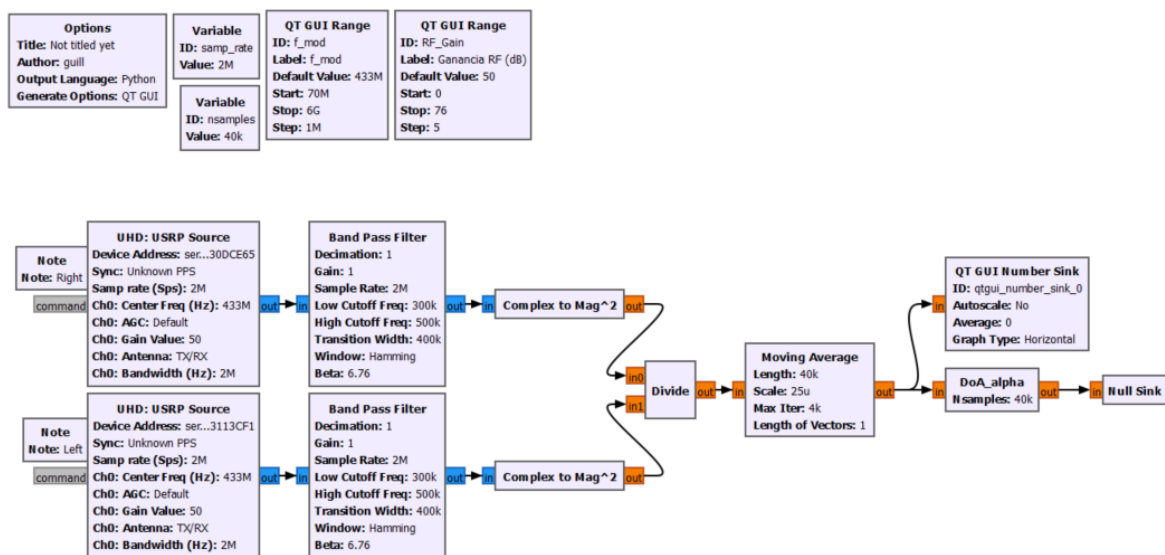 Options
Title: Not titled yet
Author: guill
Output Language: Python
Generate Options: QT GUI
Variable
ID: samp_rate
Value: 2M
Variable
ID: nsamples
Value: 40k
QT GUI Range
ID: f_mod
Label: f_mod
Default Value: 433M
Start: 70M
Stop: 6G
Step: 1M
QT GUI Range
ID: RF_Gain
Label: Ganancia RF (dB)
Default Value: 50
Start: 0
Stop: 76
Step: 5
Note
Note: Right
command
UHD: USRP Source
Device Address: ser...30DCE65
Sync: Unknown PPS
Samp rate (Sps): 2M
Ch0: Center Freq (Hz): 433M
Ch0: AGC: Default
Ch0: Gain Value: 50
Ch0: Antenna: TX/RX
Ch0: Bandwidth (Hz): 2M
out
in
Band Pass Filter
Decimation: 1
Gain: 1
Sample Rate: 2M
Low Cutoff Freq: 300k
High Cutoff Freq: 500k
Transition Width: 400k
Window: Hamming
Beta: 6.76
out
in
Complex to Mag^2
out
Note
Note: Left
command
UHD: USRP Source
Device Address: ser...3113CF1
Sync: Unknown PPS
Samp rate (Sps): 2M
Ch0: Center Freq (Hz): 433M
Ch0: AGC: Default
Ch0: Gain Value: 50
Ch0: Antenna: TX/RX
Ch0: Bandwidth (Hz): 2M
out
in
Band Pass Filter
Decimation: 1
Gain: 1
Sample Rate: 2M
Low Cutoff Freq: 300k
High Cutoff Freq: 500k
Transition Width: 400k
Window: Hamming
Beta: 6.76
out
in
Complex to Mag^2
out
in0
in1
Divide
out
in
Moving Average
Length: 40k
Scale: 25u
Max Iter: 4k
Length of Vectors: 1
out
in
QT GUI Number Sink
ID: qtgui_number_sink_0
Autoscale: No
Average: 0
Graph Type: Horizontal
in
DoA_alpha
Nsamples: 40k
out
in
Null Sink